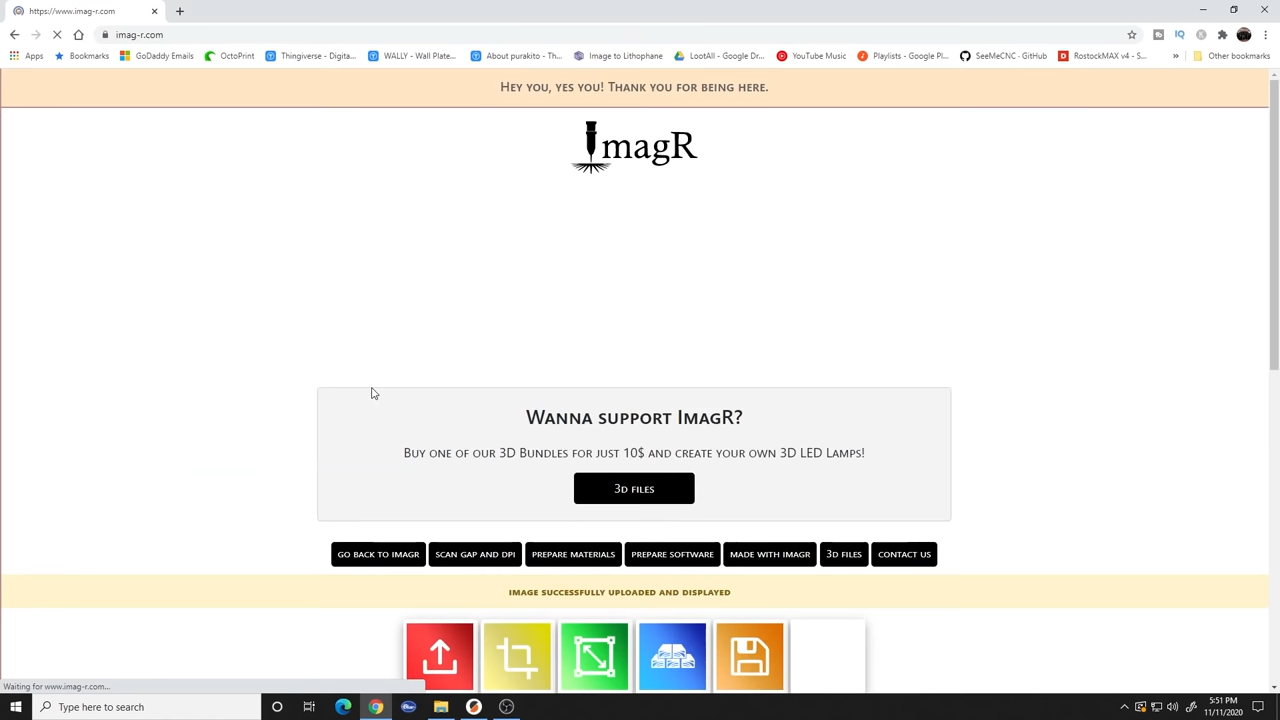 https://www.imag-r.com
imag-r.com
Apps Bookmarks GoDaddy Emails OctoPrint Thingiverse - Digita... WALLY - Wall Plate... About purakito - Th... Image to Lithophane LootAll - Google Dr... YouTube Music Playlists - Google Pl... SeeMeCNC · GitHub RostockMAX v4 - S... » Other bookmarks
Hey you, yes you! Thank you for being here.
ImagR
Wanna support ImagR?
Buy one of our 3D Bundles for just 10$ and create your own 3D LED Lamps!
3d files
go back to imagr scan gap and dpi prepare materials prepare software made with imagr 3d files contact us
image successfully uploaded and displayed
Waiting for www.imag-r.com...
Type here to search
5:51 PM
11/11/2020